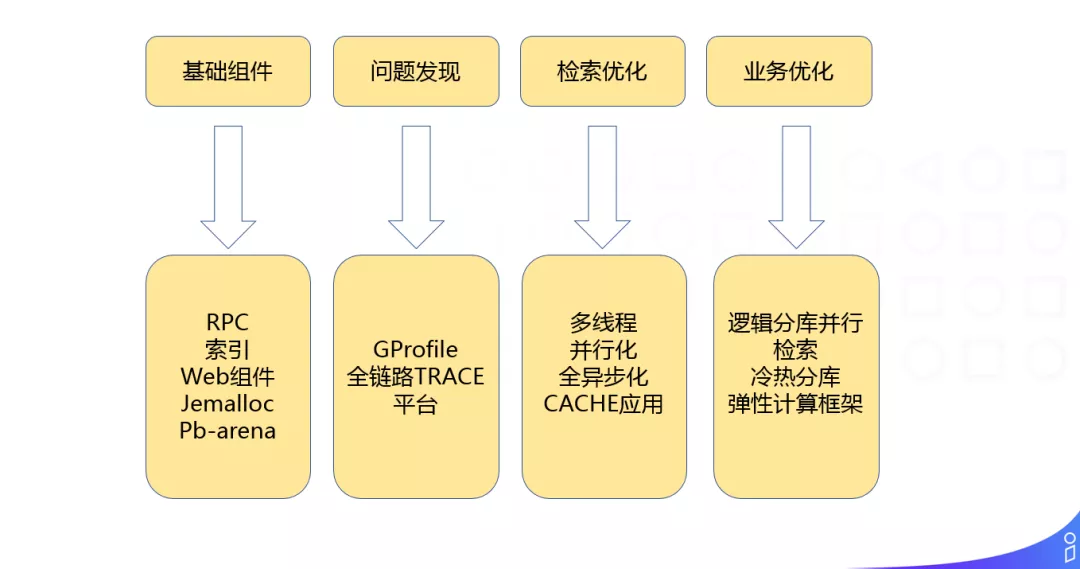 基础组件
问题发现
检索优化
业务优化
RPC
索引
Web组件
Jemalloc
Pb-arena
GProfile
全链路TRACE
平台
多线程
并行化
全异步化
CACHE应用
逻辑分库并行
检索
冷热分库
弹性计算框架